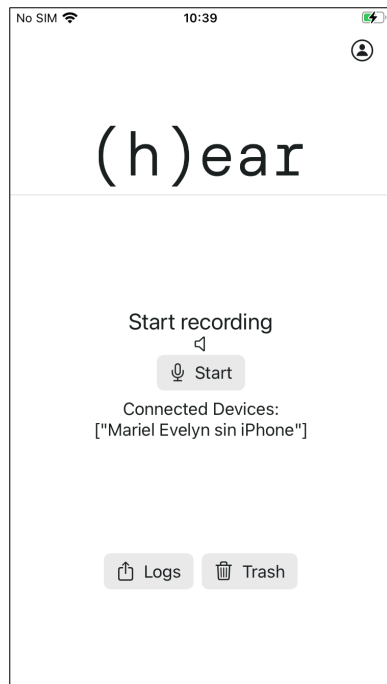 No SIM 10:39
(h)ear
Start recording
Start
Connected Devices:
["Mariel Evelyn sin iPhone"]
Logs Trash